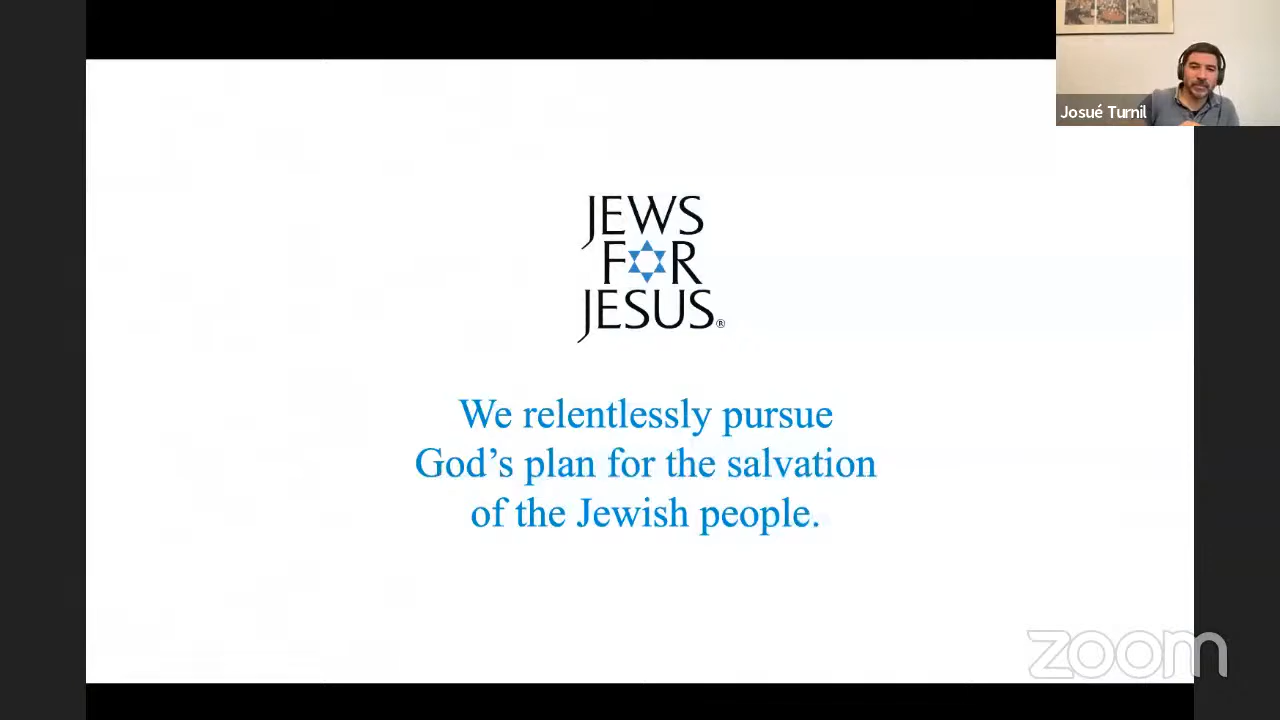 Josué Turnil
JEWS
FOR
JESUS®
We relentlessly pursue
God’s plan for the salvation
of the Jewish people.
zoom